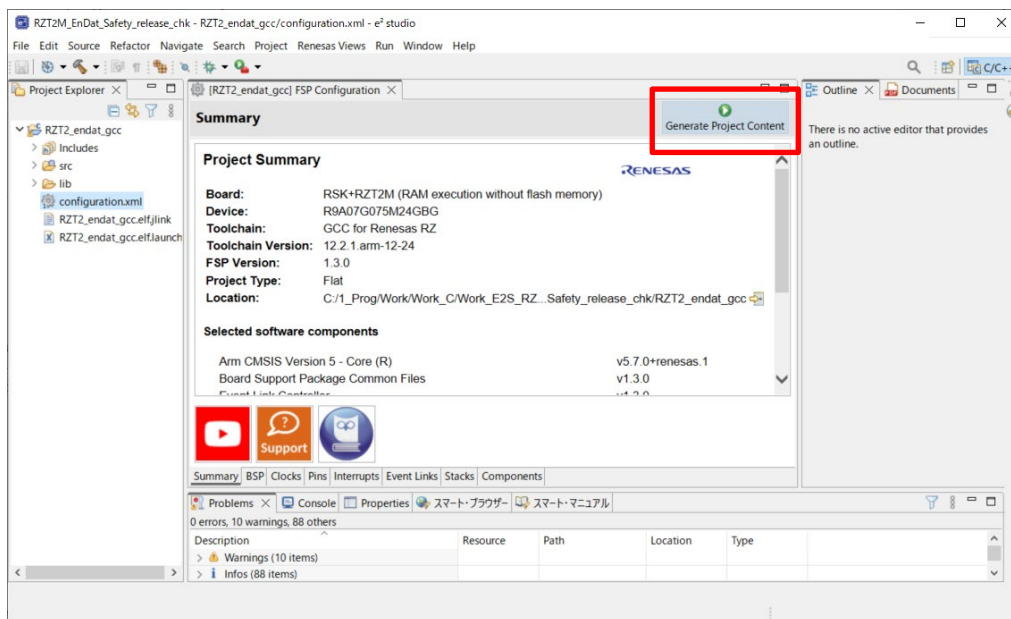 RZT2M_EnDat_Safety_release_chk - RZT2_endat_gcc/configuration.xml - e² studio
File Edit Source Refactor Navigate Search Project Renesas Views Run Window Help
C/C++
Project Explorer
[RZT2_endat_gcc] FSP Configuration
Outline
Documents
RZT2_endat_gcc
Includes
src
lib
configuration.xml
RZT2_endat_gcc.elf.jlink
RZT2_endat_gcc.elf.launch
Summary
Generate Project Content
There is no active editor that provides
an outline.
Project Summary
RENESAS
Board: RSK+RZT2M (RAM execution without flash memory)
Device: R9A07G075M24GBG
Toolchain: GCC for Renesas RZ
Toolchain Version: 12.2.1.arm-12-24
FSP Version: 1.3.0
Project Type: Flat
Location: C:/1_Prog/Work/Work_C/Work_E2S_RZ...Safety_release_chk/RZT2_endat_gcc
Selected software components
Arm CMSIS Version 5 - Core (R) v5.7.0+renesas.1
Board Support Package Common Files v1.3.0
Event Link Controller v1.3.0
Support
Summary BSP Clocks Pins Interrupts Event Links Stacks Components
Problems Console Properties スマート・ブラウザー スマート・マニュアル
0 errors, 10 warnings, 88 others
Description Resource Path Location Type
Warnings (10 items)
Infos (88 items)